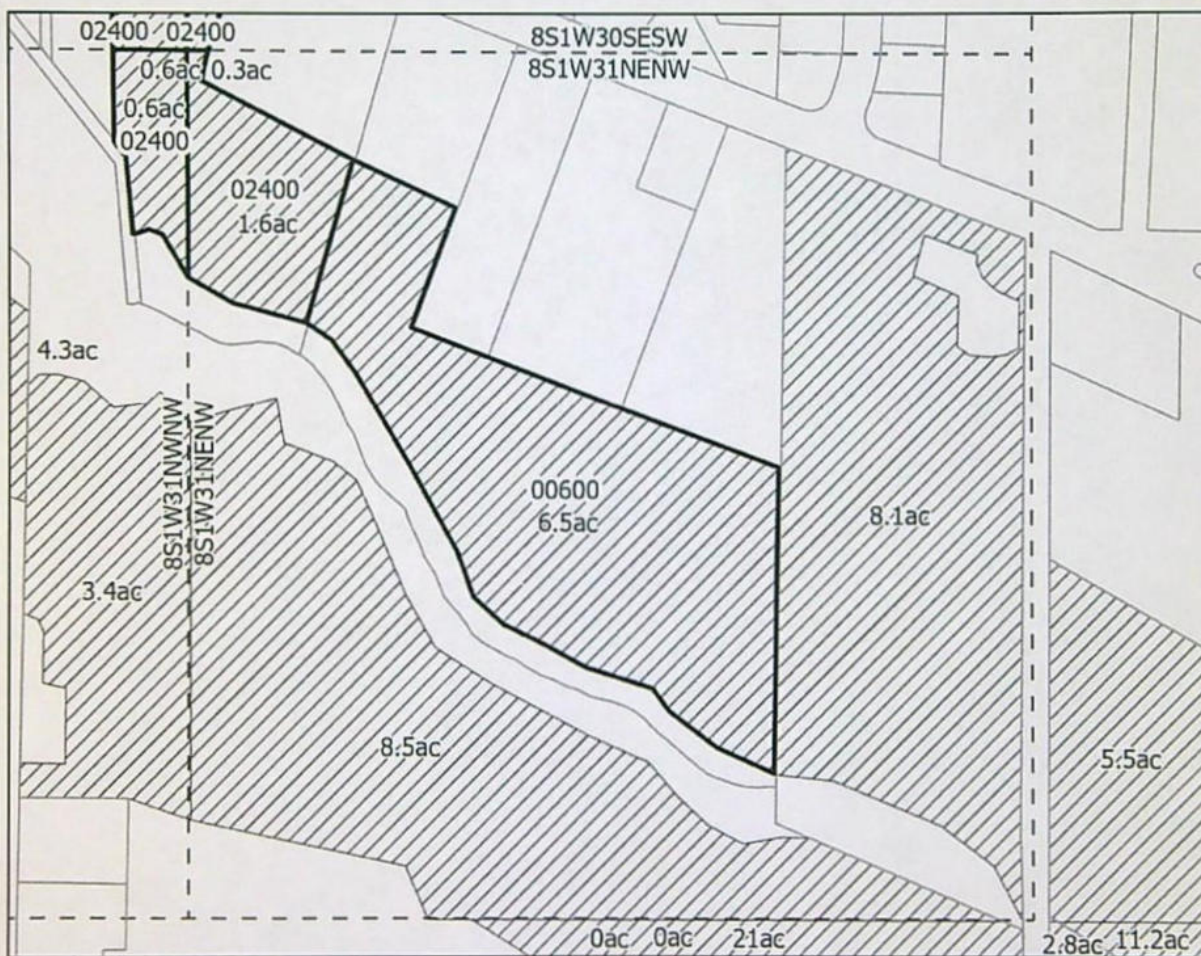 02400 02400
8S1W30SESW
8S1W31NENW
0.6ac 0.3ac
0.6ac
02400
02400
1.6ac
4.3ac
8S1W31NWNW
8S1W31NENW
00600
6.5ac
8.1ac
3.4ac
8.5ac
5.5ac
0ac 0ac 21ac
2.8ac 11.2ac